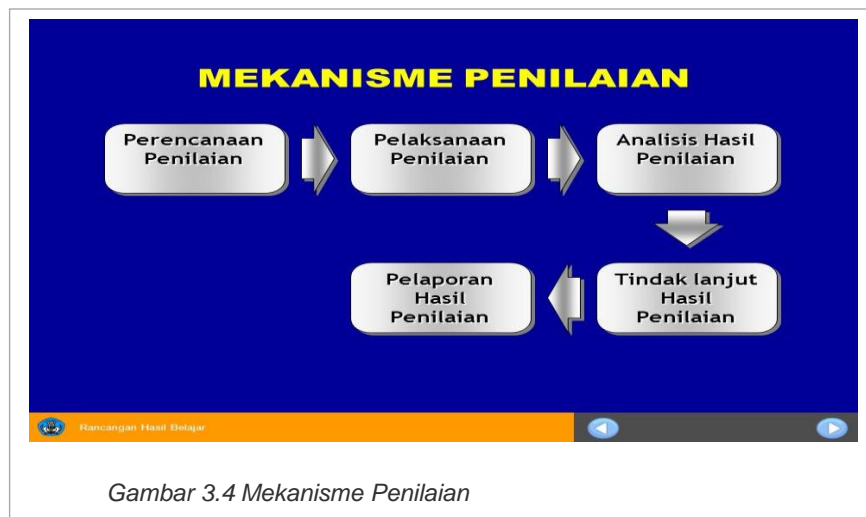 MEKANISME PENILAIAN
Perencanaan
Penilaian
Pelaksanaan
Penilaian
Analisis Hasil
Penilaian
Tindak lanjut
Hasil
Penilaian
Pelaporan
Hasil
Penilaian
Rancangan Hasil Belajar
Gambar 3.4 Mekanisme Penilaian